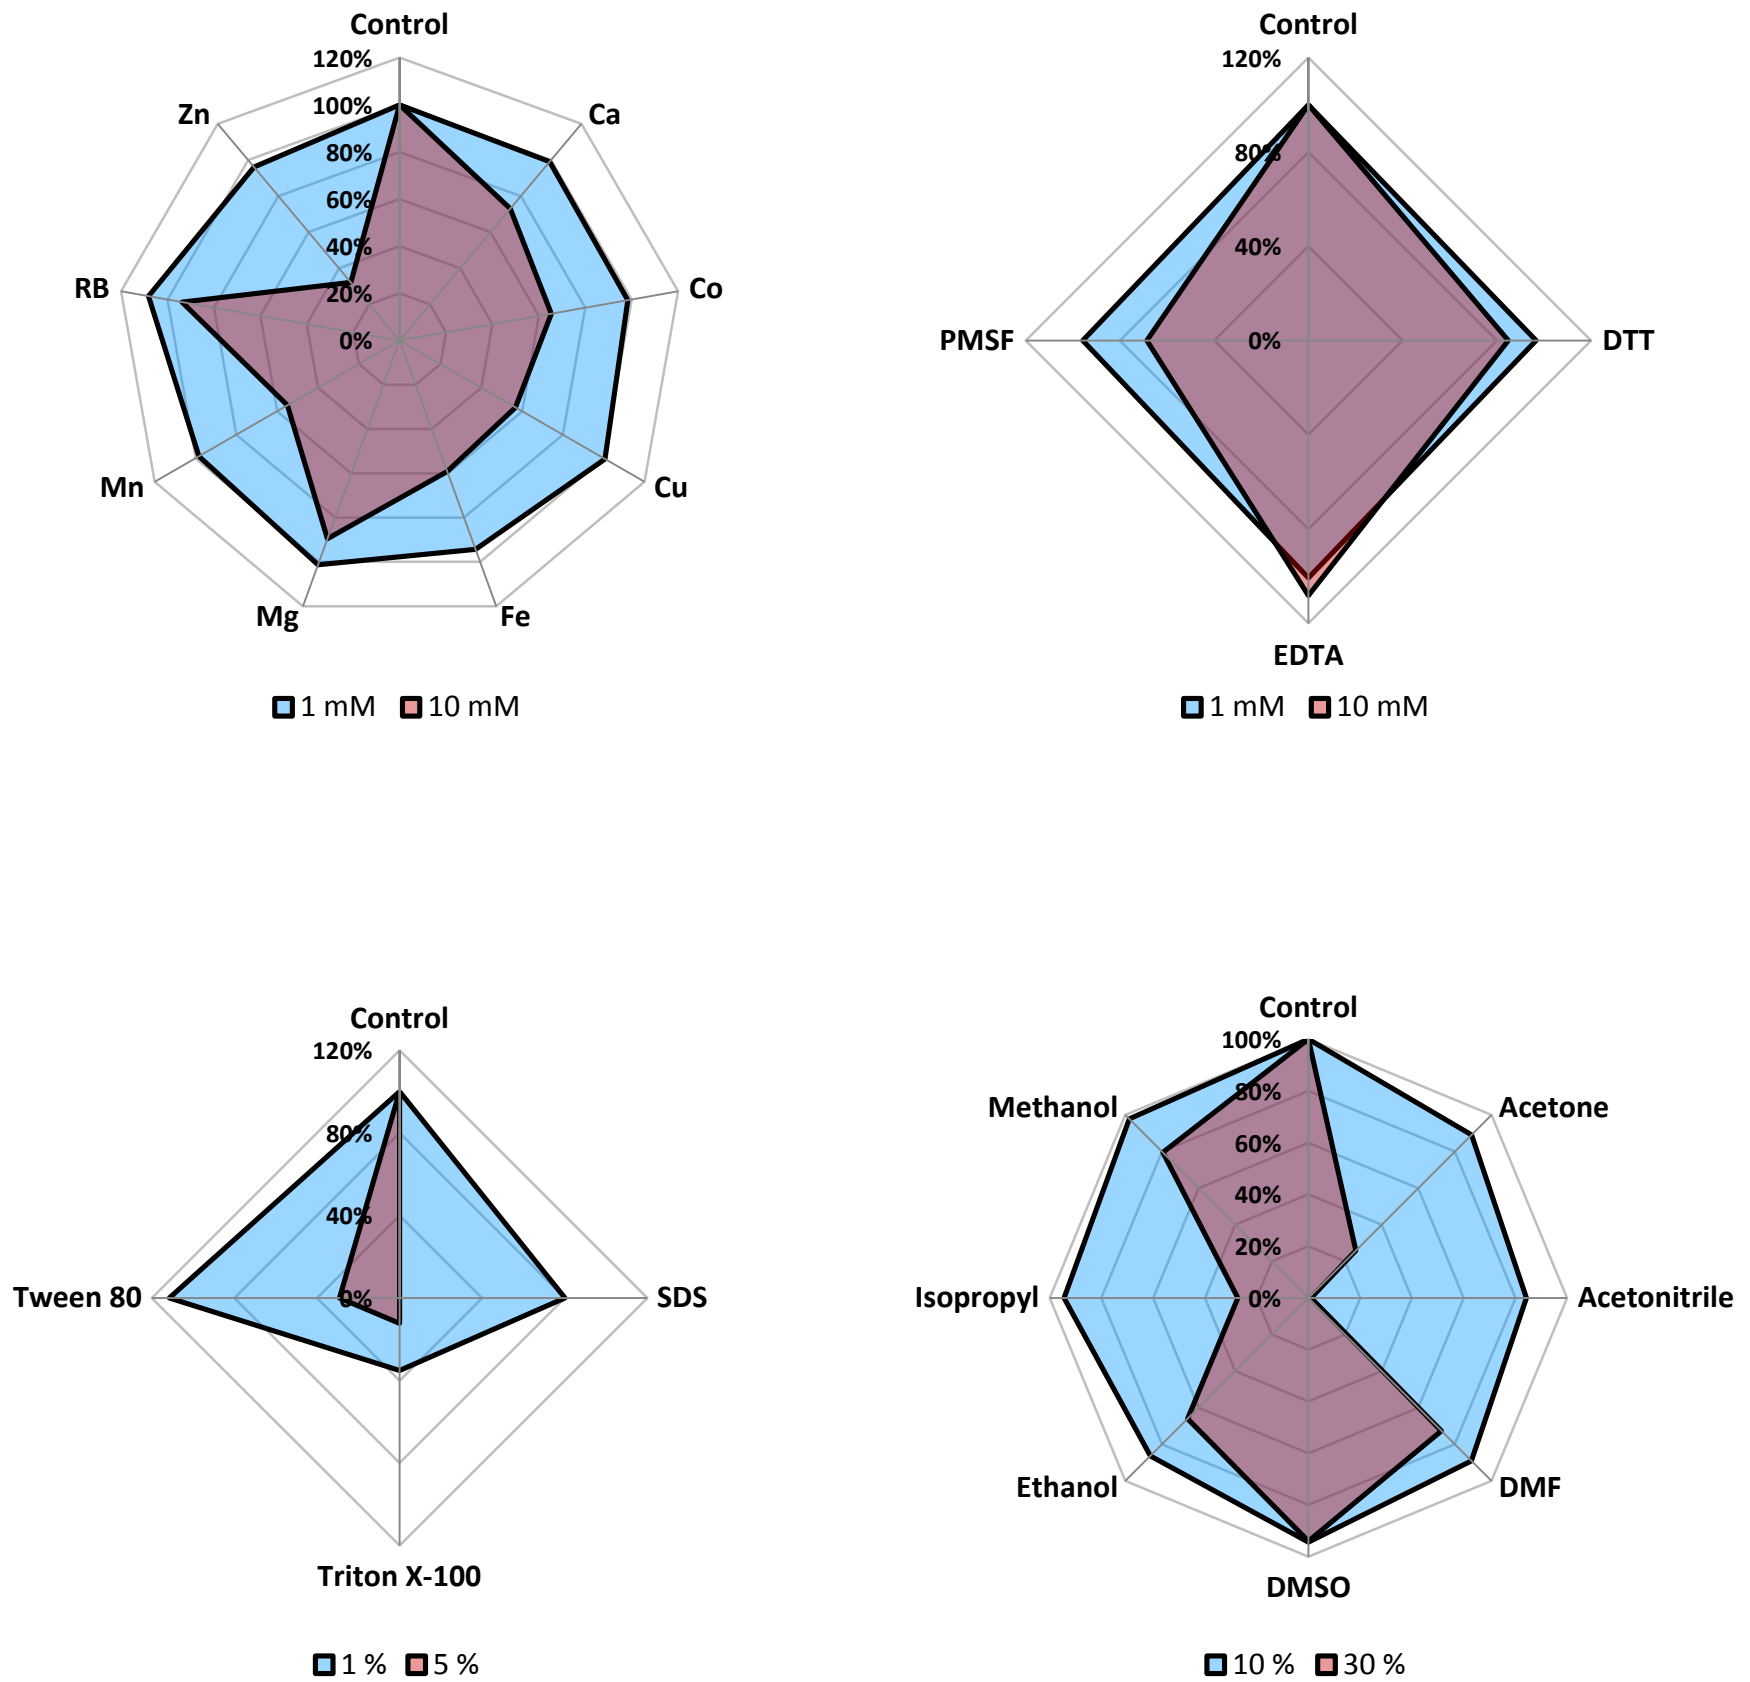 Control
120%
100%
80%
60%
40%
20%
0%
Ca
Co
Cu
Fe
Mg
Mn
RB
Zn
1 mM 10 mM
Control
120%
80%
40%
0%
DTT
EDTA
PMSF
1 mM 10 mM
Control
120%
80%
40%
0%
SDS
Triton X-100
Tween 80
1 % 5 %
Control
100%
80%
60%
40%
20%
0%
Acetone
Acetonitrile
DMF
DMSO
Ethanol
Isopropyl
Methanol
10 % 30 %